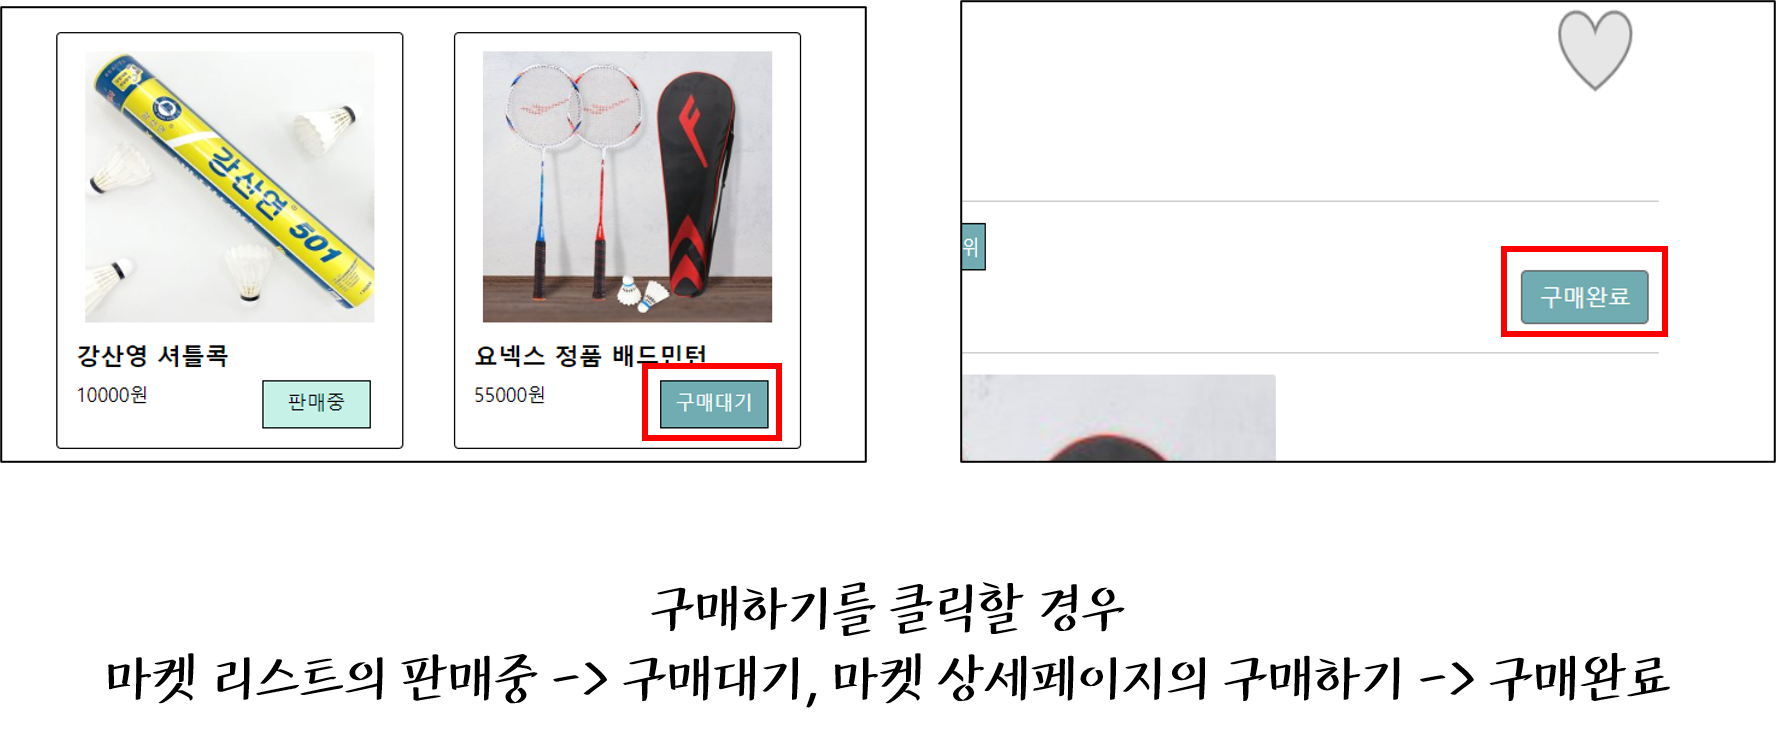 강산연 501
강산영 셔틀콕
10000원
판매중
요넥스 정품 배드민턴
55000원
구매대기
위
구매완료
구매하기를 클릭할 경우
마켓 리스트의 판매중 -> 구매대기, 마켓 상세페이지의 구매하기 -> 구매완료